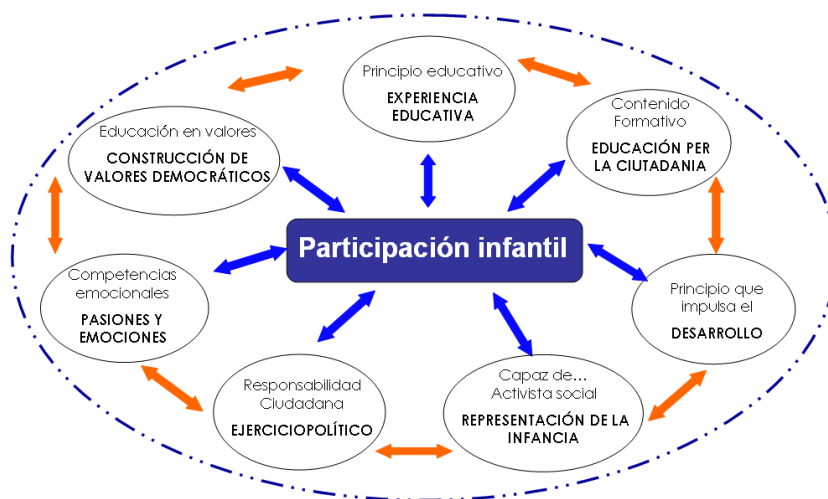 Principio educativo
EXPERIENCIA
EDUCATIVA
Contenido
Formativo
EDUCACIÓN PER
LA CIUTADANIA
Educación en valores
CONSTRUCCIÓN DE
VALORES DEMOCRÁTICOS
Participación infantil
Competencias
emocionales
PASIONES Y
EMOCIONES
Principio que
impulsa el
DESARROLLO
Responsabilidad
Ciudadana
EJERCICIOPOLÍTICO
Capaz de...
Activista social
REPRESENTACIÓN DE LA
INFANCIA